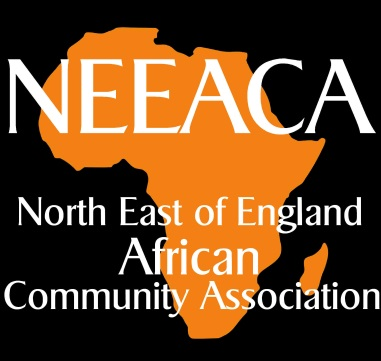 NEEACA
North East of England
African
Community Association